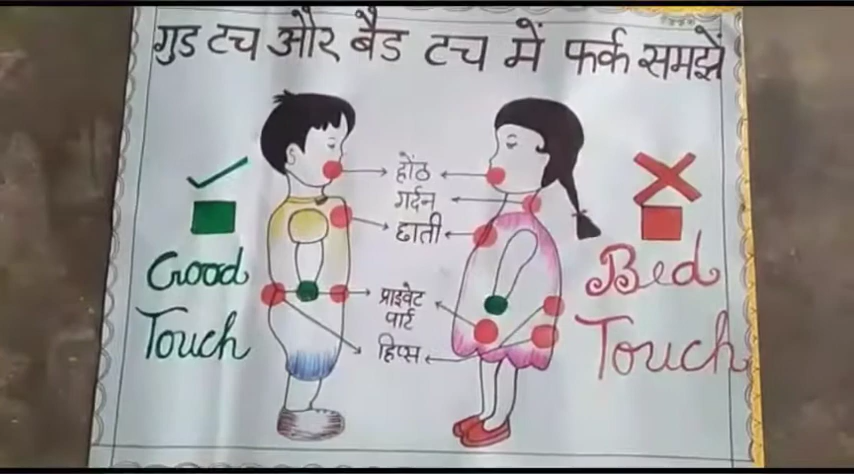 गुड टच और बैड टच में फर्क समझें
होंठ
गर्दन
छाती
प्राइवेट
पार्ट
हिप्स
Good
Touch
Bed
Touch